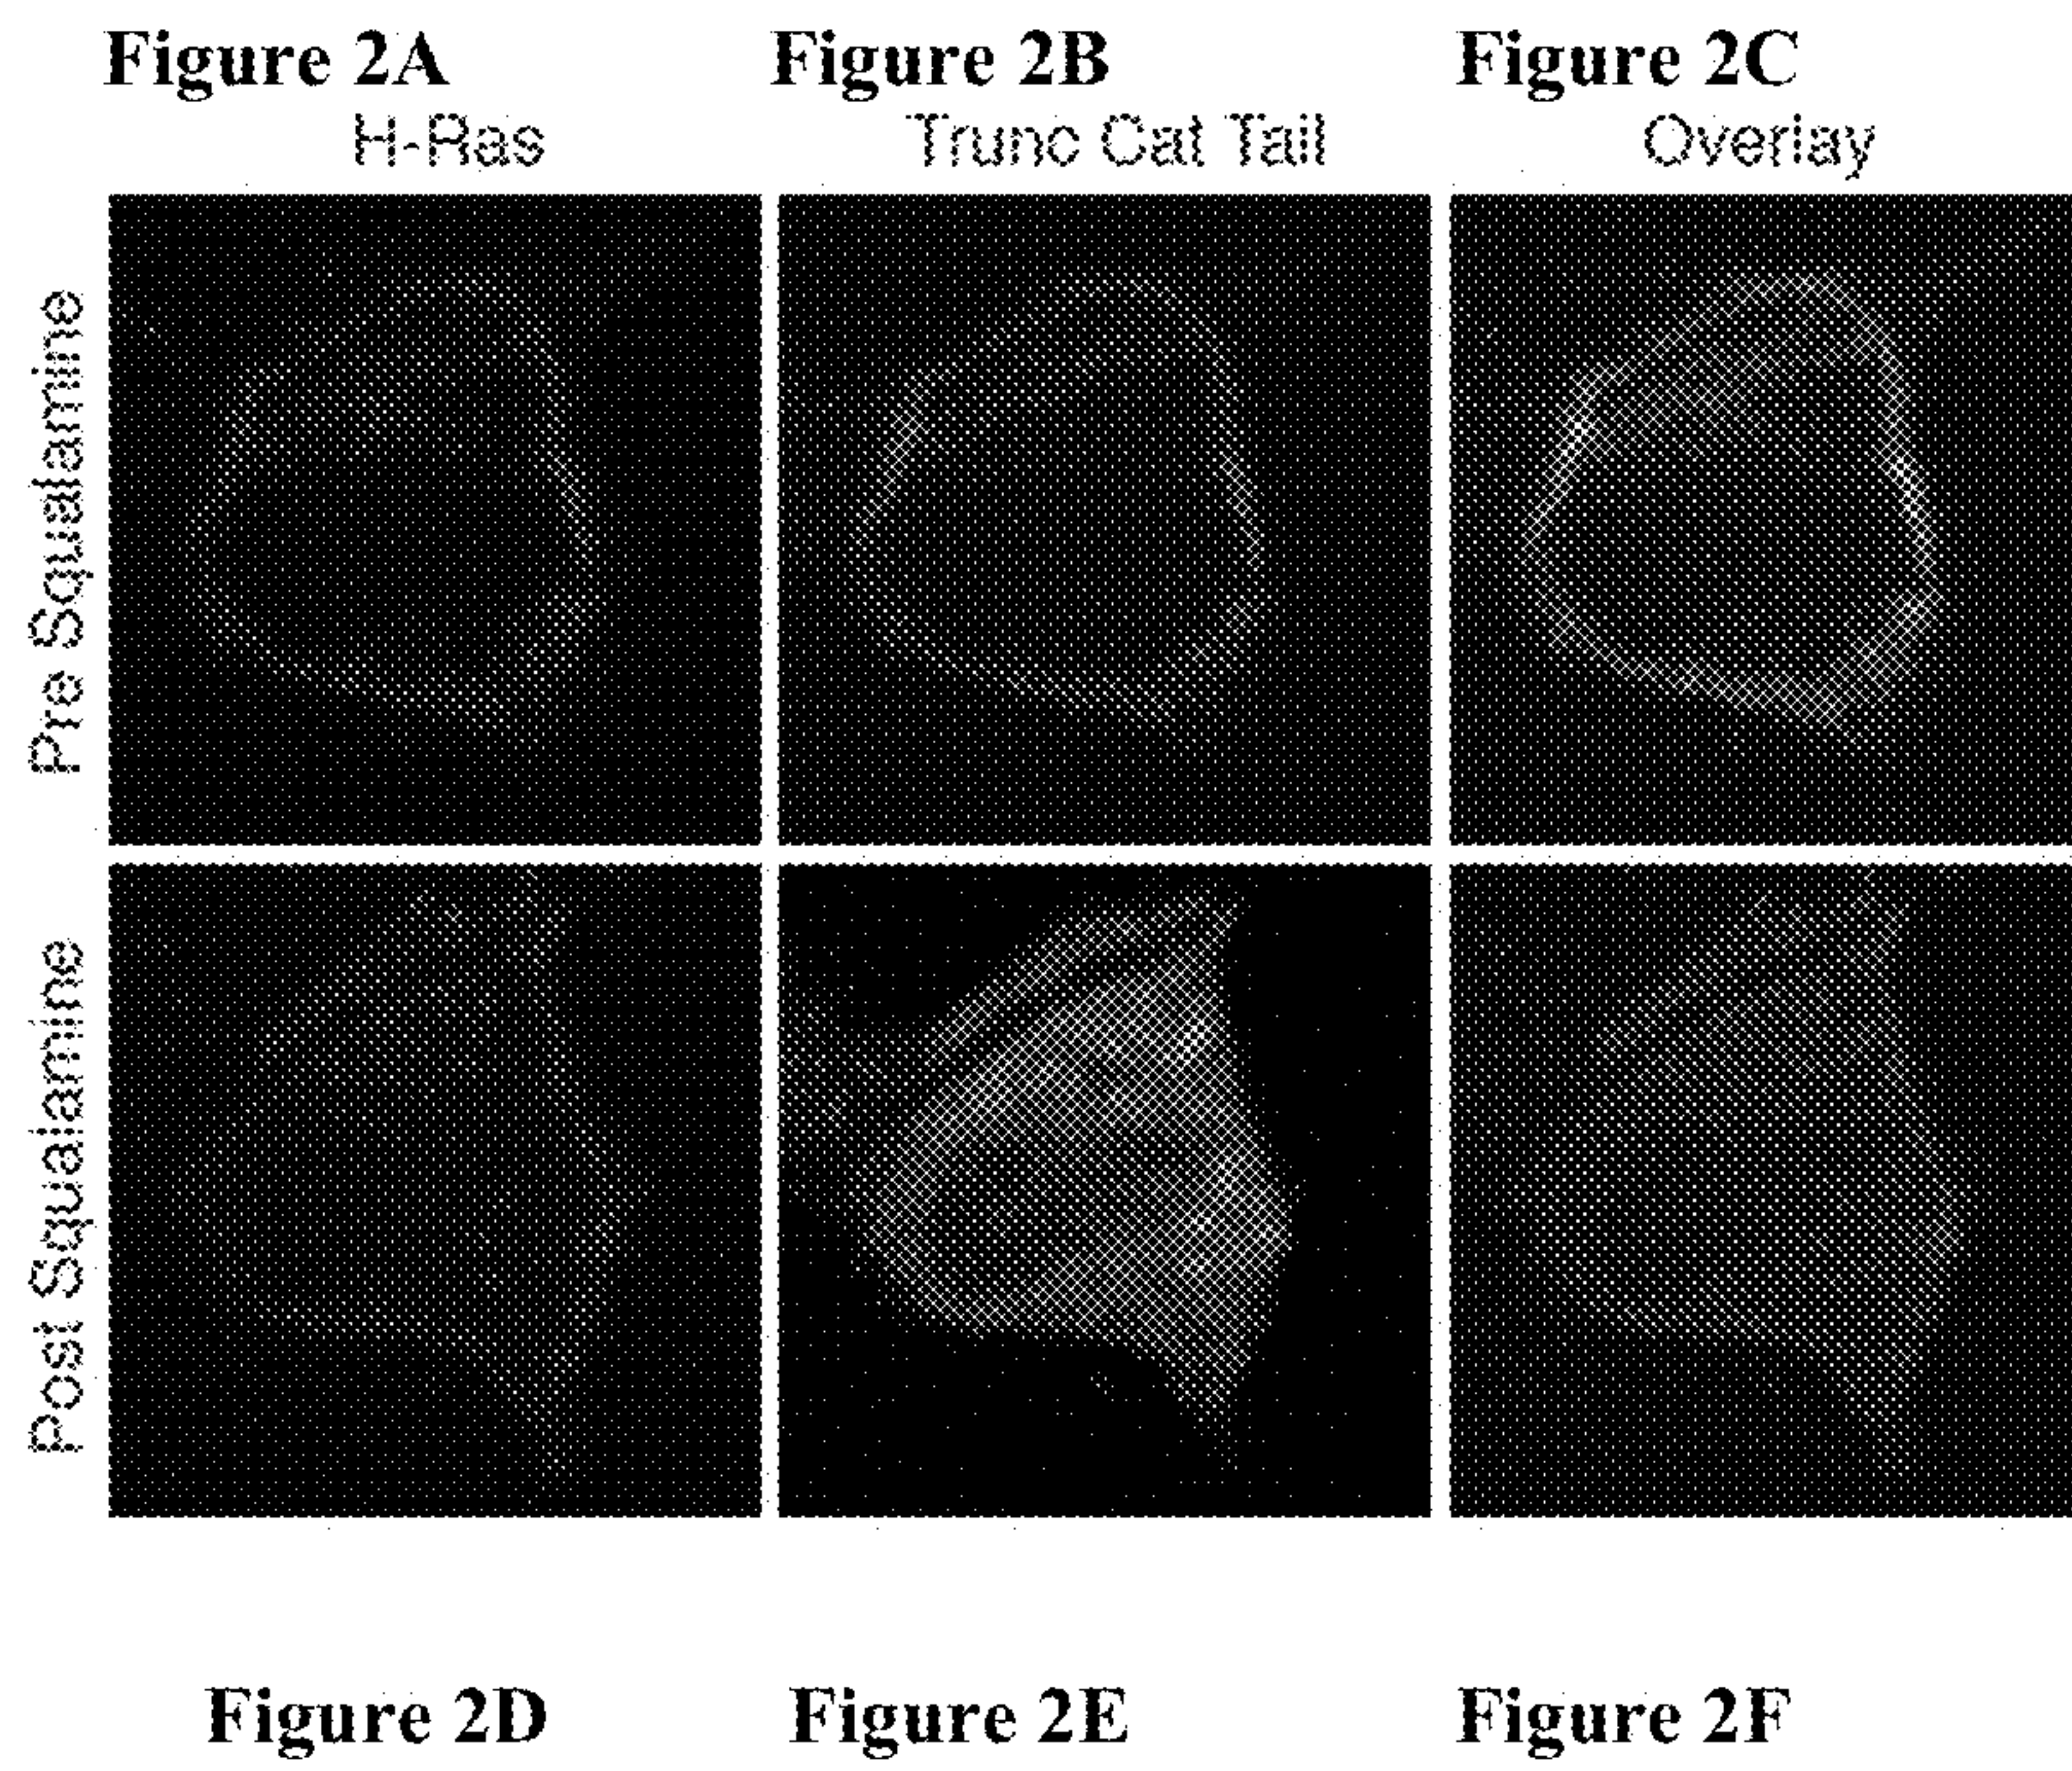 Figure 2A Figure 2B Figure 2C
H-Ras Trunc Cat Tail Overlay
Pre Squalamine
Post Squalamine
Figure 2D Figure 2E Figure 2F